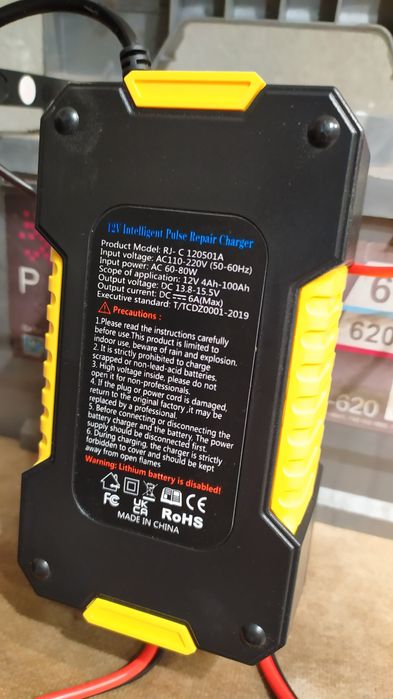 12V Intelligent Pulse Repair Charger
Product Model: RJ- C 120501A
Input voltage: AC110-220V (50-60Hz)
Input power: AC 60-80W
Scope of application: 12V 4Ah-100Ah
Output voltage: DC 13.8-15.5V
Output current: DC 6A(Max)
Executive standard: T/TCDZ0001-2019
Precautions :
1.Please read the instructions carefully
before use.This product is limited to
indoor use, beware of rain and explosion.
2. It is strictly prohibited to charge
scrapped or non-lead-acid batteries.
3. High voltage inside, please do not
open it for non-professionals.
4. If the plug or power cord is damaged,
return to the original factory ,it may be
replaced by a professional.
5. Before connecting or disconnecting the
battery charger and the battery. The power
supply should be disconnected first.
6. During charging, the charger is strictly
forbidden to cover and should be kept
away from open flames
Warning: Lithium battery is disabled!
FC
UK
CA
RoHS
CE
MADE IN CHINA
P
620
-620